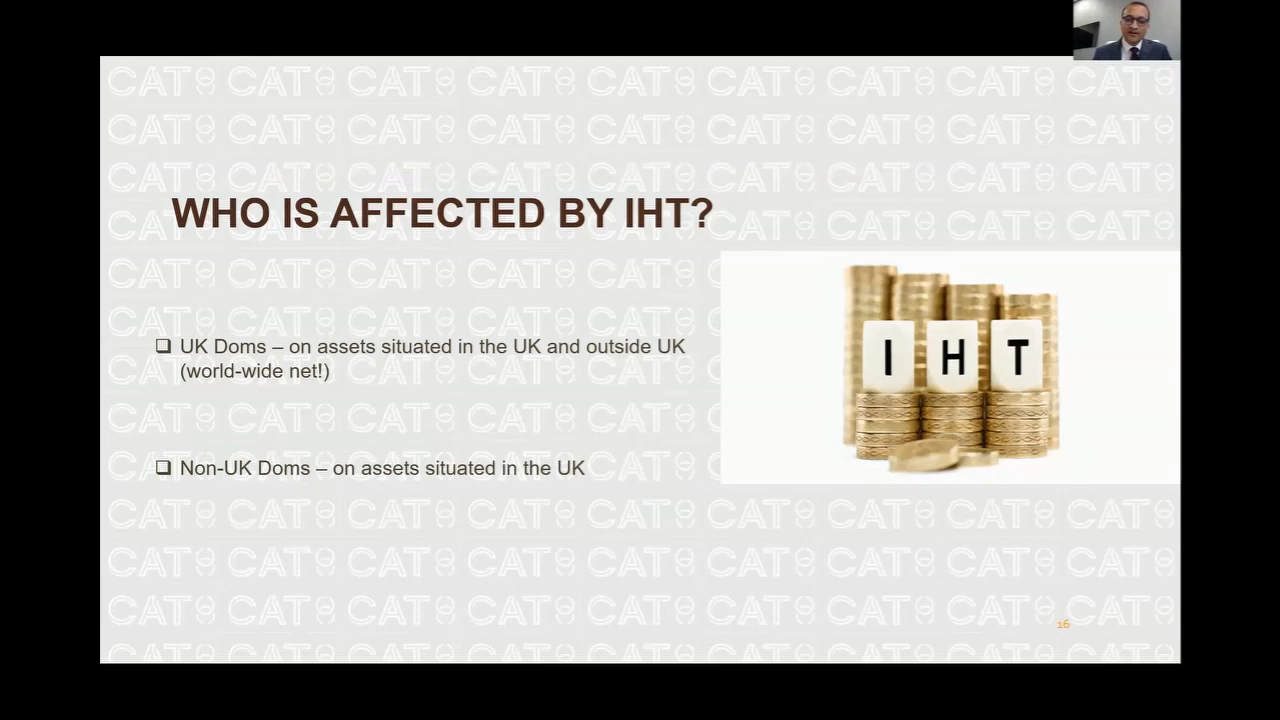 WHO IS AFFECTED BY IHT?
❑ UK Doms – on assets situated in the UK and outside UK
(world-wide net!)
I H T
❑ Non-UK Doms – on assets situated in the UK
16